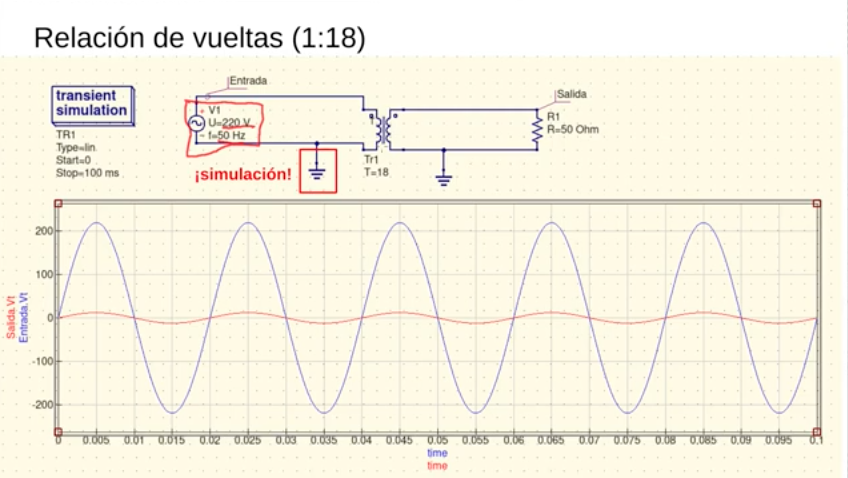 Relación de vueltas (1:18)
transient
simulation
TR1
Type=lin
Start=0
Stop=100 ms
Entrada
V1
U=220 V
f=50 Hz
¡simulación!
Tr1
T=18
Salida
R1
R=50 Ohm
Salida.Vt
Entrada.Vt
200
100
0
-100
-200
0 0.005 0.01 0.015 0.02 0.025 0.03 0.035 0.04 0.045 0.05 0.055 0.06 0.065 0.07 0.075 0.08 0.085 0.09 0.095 0.1
time
time